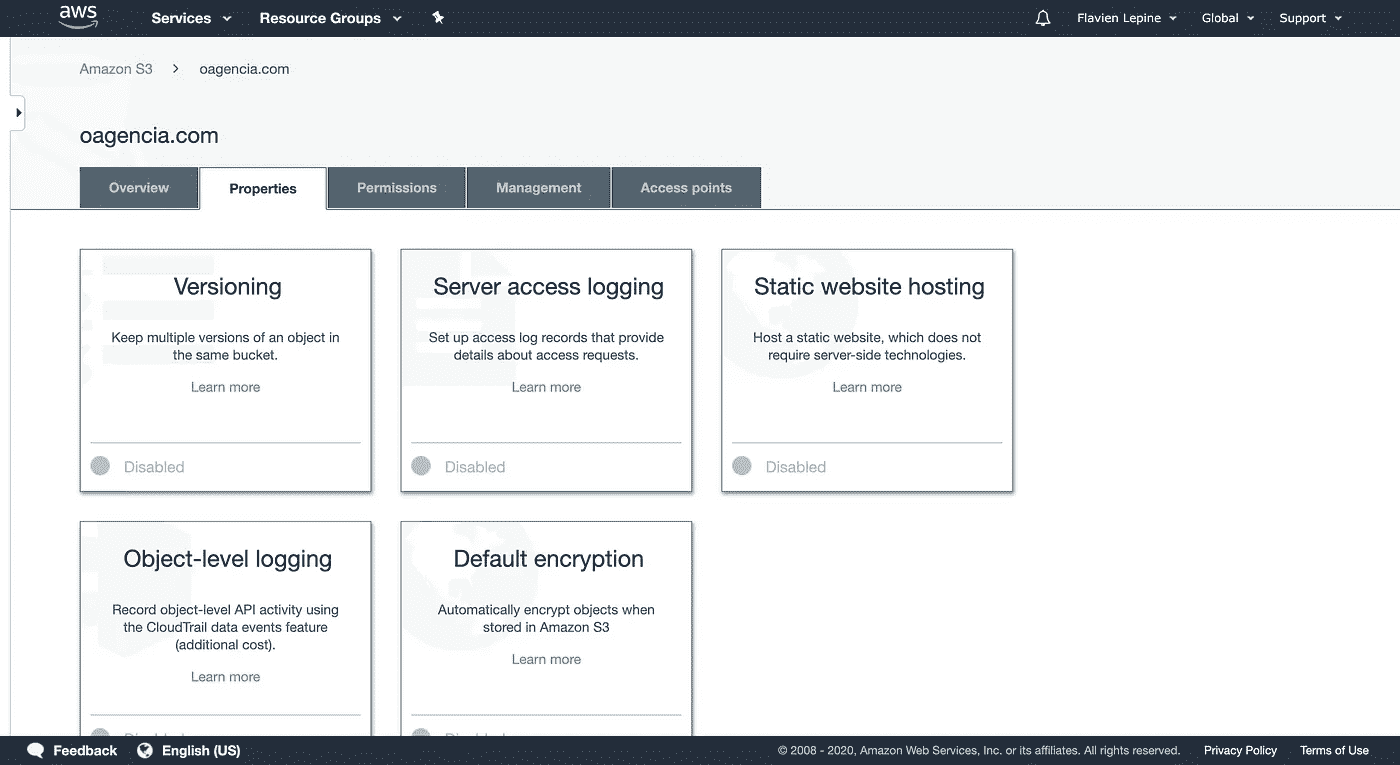 aws Services Resource Groups Flavien Lepine Global Support
Amazon S3 oagencia.com
oagencia.com
Overview Properties Permissions Management Access points
Versioning
Keep multiple versions of an object in
the same bucket.
Learn more
Disabled
Server access logging
Set up access log records that provide
details about access requests.
Learn more
Disabled
Static website hosting
Host a static website, which does not
require server-side technologies.
Learn more
Disabled
Object-level logging
Record object-level API activity using
the CloudTrail data events feature
(additional cost).
Learn more
Disabled
Default encryption
Automatically encrypt objects when
stored in Amazon S3
Learn more
Disabled
Feedback English (US) © 2008 - 2020, Amazon Web Services, Inc. or its affiliates. All rights reserved. Privacy Policy Terms of Use